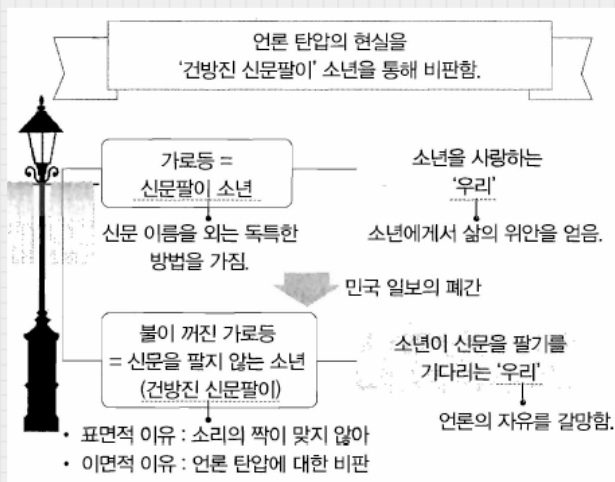 언론 탄압의 현실을
'건방진 신문팔이' 소년을 통해 비판함.
가로등 =
신문팔이 소년
소년을 사랑하는
'우리'
신문 이름을 외는 독특한
방법을 가짐.
소년에게서 삶의 위안을 얻음.
민국 일보의 폐간
불이 꺼진 가로등
= 신문을 팔지 않는 소년
(건방진 신문팔이)
소년이 신문을 팔기를
기다리는 '우리'
언론의 자유를 갈망함.
• 표면적 이유 : 소리의 짝이 맞지 않아
• 이면적 이유 : 언론 탄압에 대한 비판